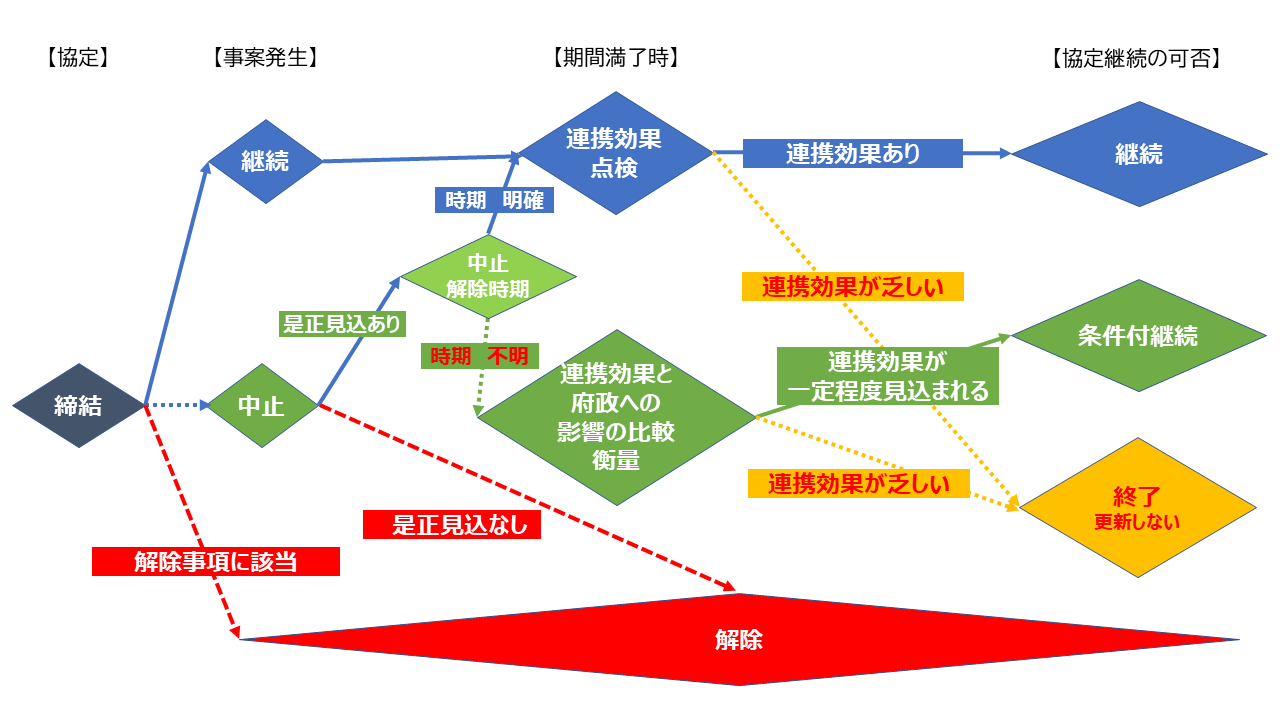 【協定】
【事案発生】
【期間満了時】
【協定継続の可否】
継続
連携効果
点検
連携効果あり
継続
時期　明確
中止
解除時期
連携効果が乏しい
是正見込あり
時期　不明
条件付継続
連携効果が
一定程度見込まれる
締結
中止
連携効果と
府政への
影響の比較
衡量
連携効果が乏しい
終了
更新しない
是正見込なし
解除事項に該当
解除